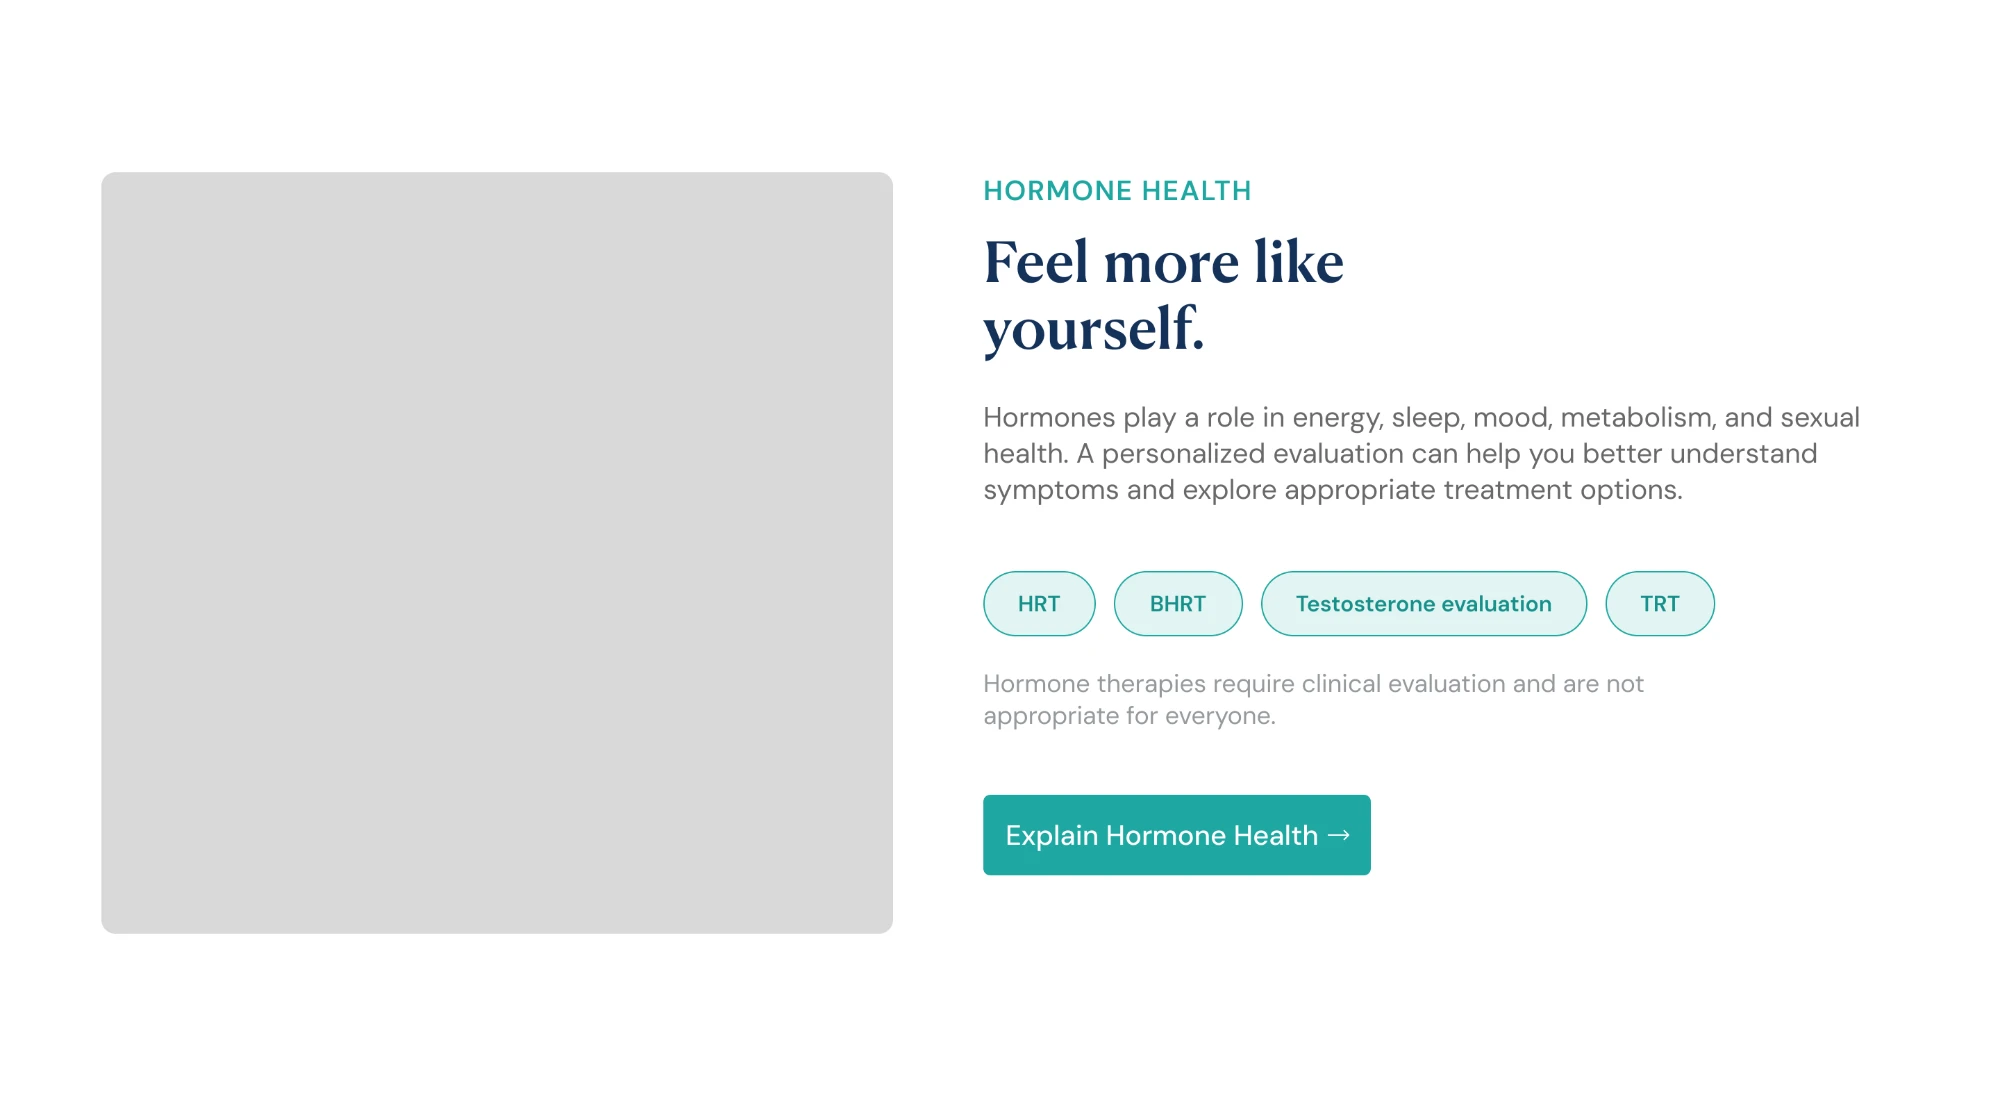 HORMONE HEALTH
Feel more like
yourself.
Hormones play a role in energy, sleep, mood, metabolism, and sexual
health. A personalized evaluation can help you better understand
symptoms and explore appropriate treatment options.
HRT BHRT Testosterone evaluation TRT
Hormone therapies require clinical evaluation and are not
appropriate for everyone.
Explain Hormone Health →